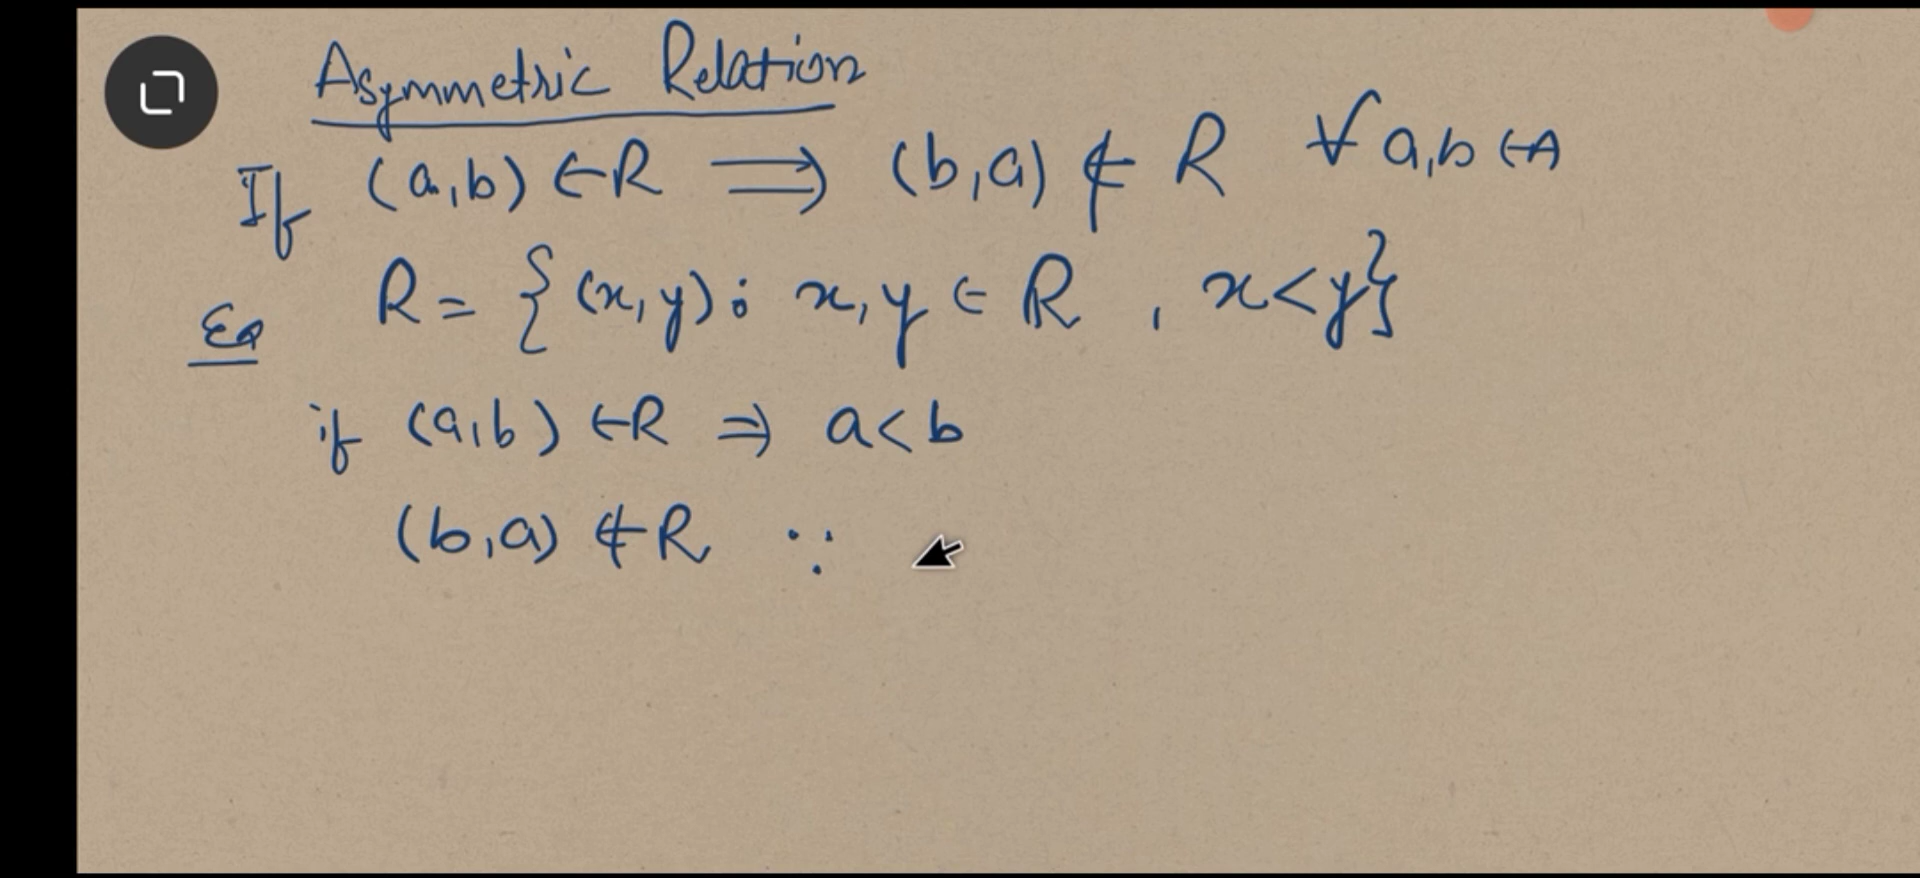 Asymmetric Relation
If (a,b) ∈ R ⟹ (b,a) ∉ R ∀ a,b ∈ A
Eg R = {(x,y): x,y ∈ R , x<y}
if (a,b) ∈ R ⇒ a<b
(b,a) ∉ R ∵